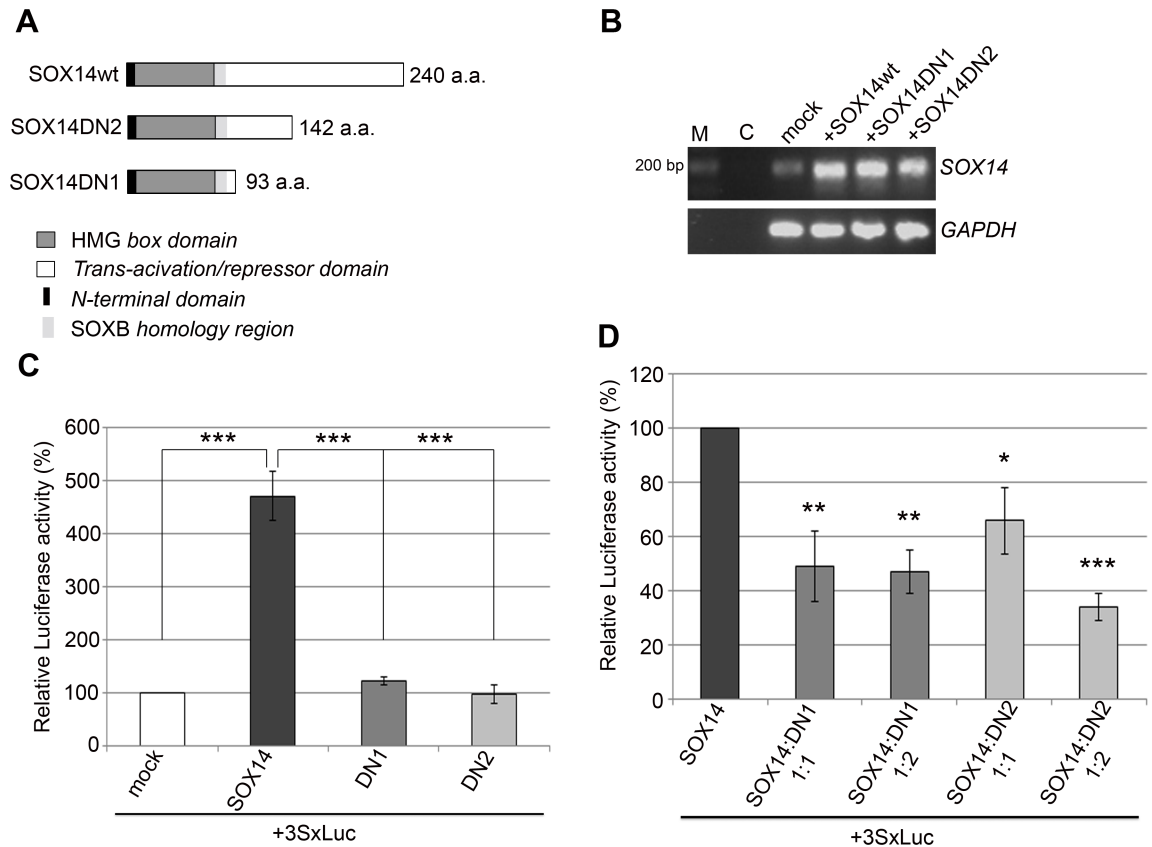 A
SOX14wt 240 a.a.
SOX14DN2 142 a.a.
SOX14DN1 93 a.a.
HMG box domain
Trans-acivation/repressor domain
N-terminal domain
SOXB homology region
B
M C mock +SOX14wt +SOX14DN1 +SOX14DN2
200 bp SOX14
GAPDH
C
Relative Luciferase activity (%)
600
500
400
300
200
100
0
*** *** ***
mock SOX14 DN1 DN2
+3SxLuc
D
Relative Luciferase activity (%)
120
100
80
60
40
20
0
** ** * ***
SOX14 SOX14:DN1 1:1 SOX14:DN1 1:2 SOX14:DN2 1:1 SOX14:DN2 1:2
+3SxLuc